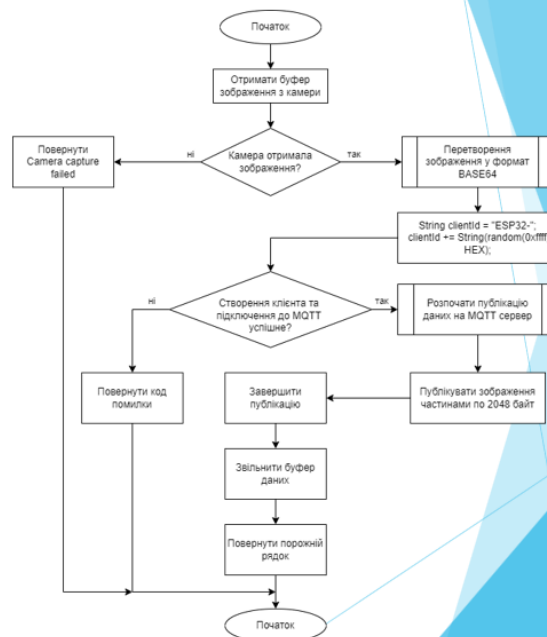 Початок
Отримати буфер
зображення з камери
Повернути
Camera capture
failed
ні
Камера отримала
зображення?
так
Перетворення
зображення у формат
BASE64
String clientId = "ESP32-";
clientId += String(random(0xffff
HEX);
ні
Створення клієнта та
підключення до MQTT
успішне?
так
Розпочати публікацію
даних на MQTT сервер
Повернути код
помилки
Завершити
публікацію
Публікувати зображення
частинами по 2048 байт
Звільнити буфер
даних
Повернути порожній
рядок
Початок